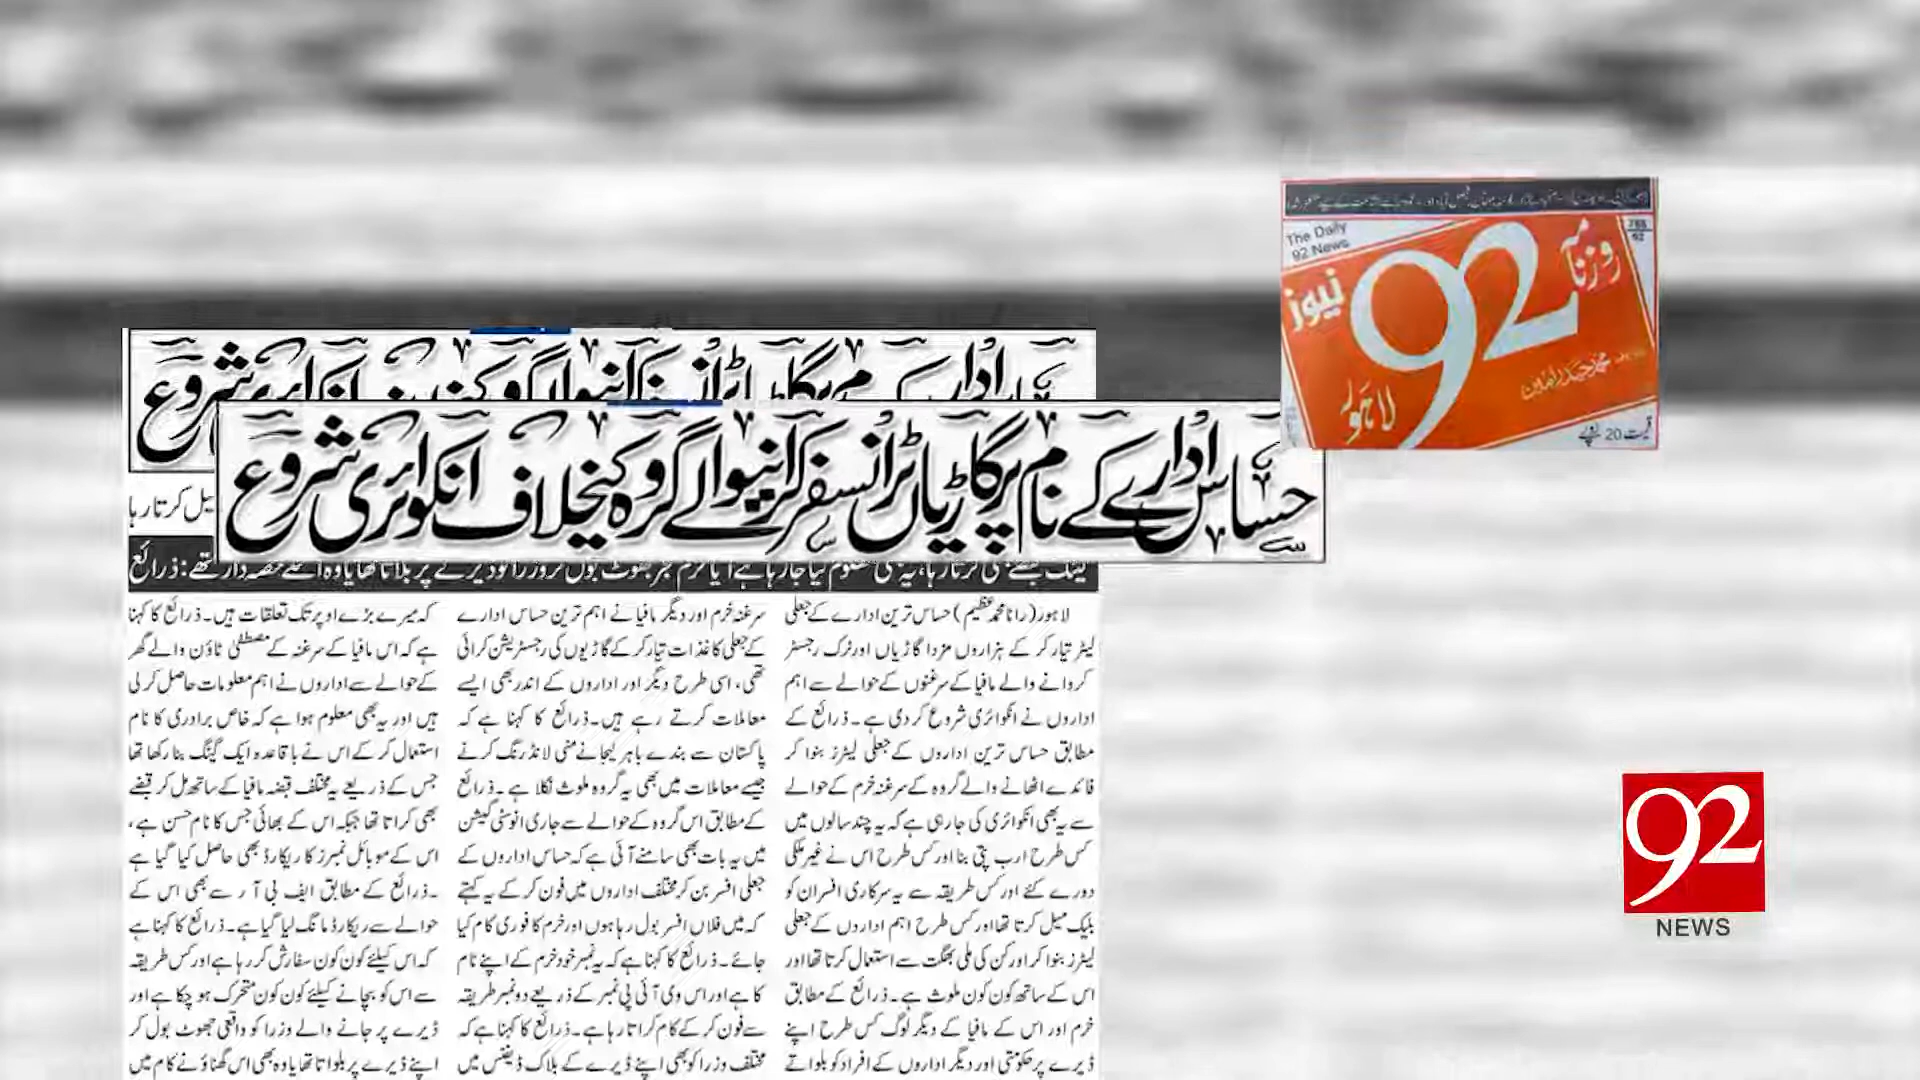 The Daily
92 News
روزنامہ
92
نیوز
لاہور
قیمت 20 روپے
حساس ادارے کے نام پر گاڑیاں ٹرانسفر کرانیوالے گروہ کیخلاف انکوائری شروع
لاہور (رانا محمد عظیم) حساس ترین ادارے کے جعلی
لیٹر تیار کر کے ہزاروں مزدا گاڑیاں اور ٹرک رجسٹر
کروانے والے مافیا کے سرغنوں کے حوالے سے اہم
اداروں نے انکوائری شروع کر دی ہے۔ ذرائع کے
مطابق حساس ترین اداروں کے جعلی لیٹرز بنوا کر
فائدے اٹھانے والے گروہ کے سرغنہ خرم کے حوالے
سے یہ بھی انکوائری کی جا رہی ہے کہ یہ چند سالوں میں
کس طرح ارب پتی بنا اور کس طرح اس نے غیر ملکی
دورے کئے اور کس طریقہ سے یہ سرکاری افسران کو
بلیک میل کرتا تھا اور کس طرح اہم اداروں کے جعلی
لیٹرز بنوا کر اور کن کی ملی بھگت سے استعمال کرتا تھا اور
اس کے ساتھ کون کون ملوث ہے۔ ذرائع کے مطابق
خرم اور اس کے مافیا کے دیگر لوگ کس طرح اپنے
ڈیرے پر حکومتی اور دیگر اداروں کے افراد کو بلواتے
سرغنہ خرم اور دیگر مافیا نے اہم ترین حساس ادارے
کے جعلی کاغذات تیار کر کے گاڑیوں کی رجسٹریشن کرائی
تھی، اسی طرح دیگر اور اداروں کے اندر بھی ایسے
معاملات کرتے رہے ہیں۔ ذرائع کا کہنا ہے کہ
پاکستان سے بندے باہر لیجانے منی لانڈرنگ کرنے
جیسے معاملات میں بھی یہ گروہ ملوث نکلا ہے۔ ذرائع
کے مطابق اس گروہ کے حوالے سے جاری انوسٹی گیشن
میں یہ بات بھی سامنے آئی ہے کہ حساس اداروں کے
جعلی افسر بن کر مختلف اداروں میں فون کر کے یہ کہتے
کہ میں فلاں افسر بول رہا ہوں اور خرم کا فوری کام کیا
جائے۔ ذرائع کا کہنا ہے کہ یہ نمبر خود خرم کے اپنے نام
کا ہے اور اس وی آئی پی نمبر کے ذریعے دو نمبر طریقہ
سے فون کر کے کام کراتا رہا ہے۔ ذرائع کا کہنا ہے کہ
مختلف وزرا کو بھی اپنے ڈیرے کے بلاک ڈیفنس میں
کہ میرے بڑے اوپر تک تعلقات ہیں۔ ذرائع کا کہنا
ہے کہ اس مافیا کے سرغنہ کے مصطفیٰ ٹاؤن والے گھر
کے حوالے سے اداروں نے اہم معلومات حاصل کر لی
ہیں اور یہ بھی معلوم ہوا ہے کہ خاص برادری کا نام
استعمال کر کے اس نے باقاعدہ ایک گینگ بنا رکھا تھا
جس کے ذریعے یہ مختلف قبضہ مافیا کے ساتھ مل کر قبضے
بھی کراتا تھا جبکہ اس کے بھائی جس کا نام حسن ہے،
اس کے موبائل نمبرز کا ریکارڈ بھی حاصل کیا گیا ہے
۔ ذرائع کے مطابق ایف بی آر سے بھی اس کے
حوالے سے ریکارڈ مانگ لیا گیا ہے۔ ذرائع کا کہنا ہے
کہ اس کیلئے کون کون سفارش کر رہا ہے اور کس طریقہ
سے اس کو بچانے کیلئے کون کون متحرک ہو چکا ہے اور
ڈیرے پر جانے والے وزرا کو واقعی جھوٹ بول کر
اپنے ڈیرے پر بلواتا تھا یا وہ بھی اس گھناؤنے کام میں
92
NEWS